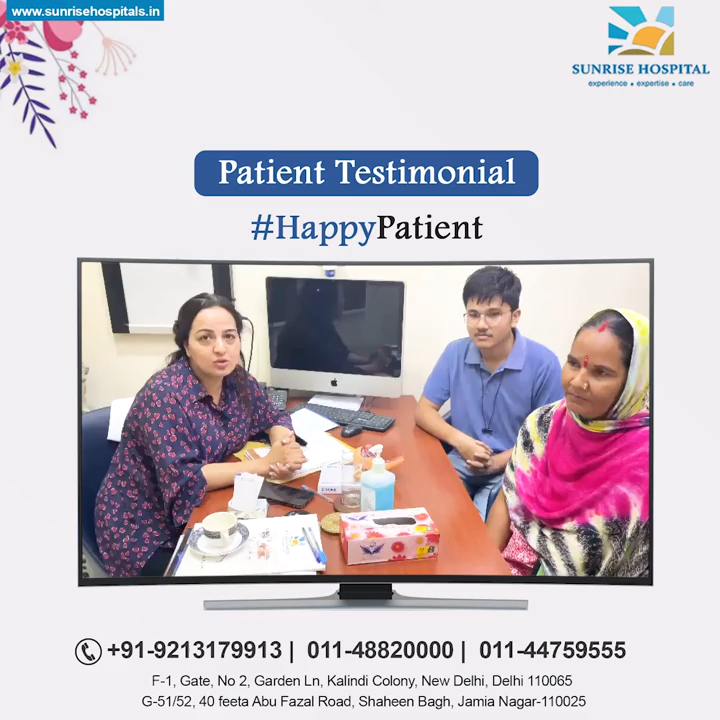 www.sunrisehospitals.in
SUNRISE HOSPITAL
experience • expertise • care
Patient Testimonial
#HappyPatient
+91-9213179913 | 011-48820000 | 011-44759555
F-1, Gate, No 2, Garden Ln, Kalindi Colony, New Delhi, Delhi 110065
G-51/52, 40 feeta Abu Fazal Road, Shaheen Bagh, Jamia Nagar-110025